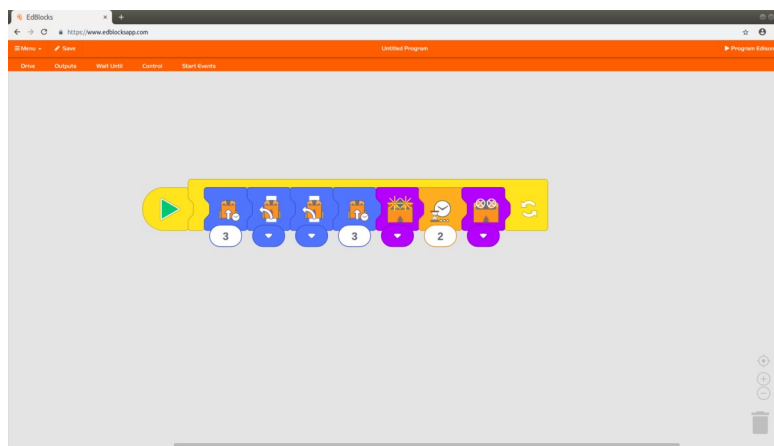 EdBlocks
https://www.edblocksapp.com
Menu Save Untitled Program Program Edison
Drive Outputs Wait Until Control Start Events
3 3 2